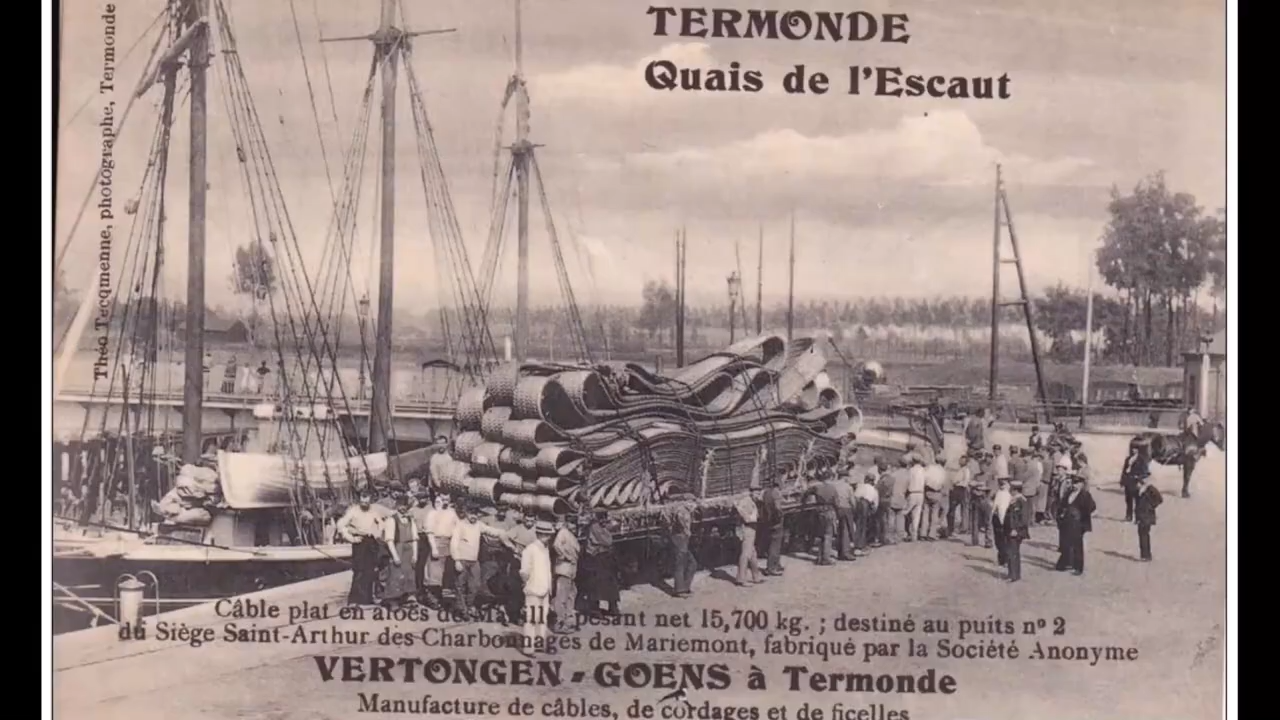 TERMONDE
Quais de l'Escaut
Théo Tecqmenne, photographe, Termonde
Câble plat en aloès de Manille, pesant net 15,700 kg. ; destiné au puits nº 2
du Siège Saint-Arthur des Charbonnages de Mariemont, fabriqué par la Société Anonyme
VERTONGEN - GOENS à Termonde
Manufacture de câbles, de cordages et de ficelles